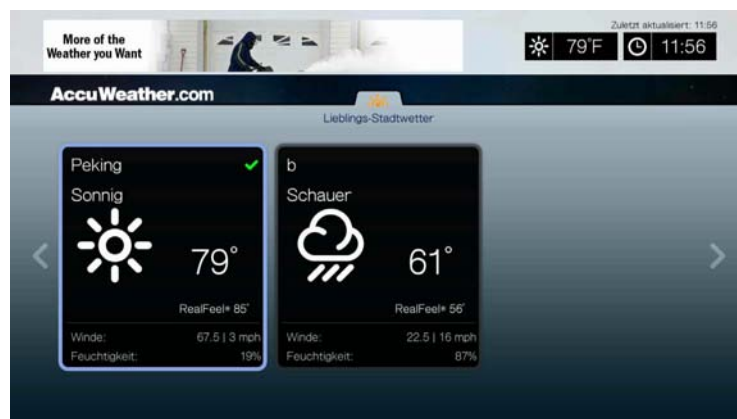 More of the
Weather you Want
Zuletzt aktualisiert: 11:56
79°F
11:56
AccuWeather.com
Lieblings-Stadtwetter
Peking
Sonnig
79°
RealFeel® 85°
Winde: 67.5 | 3 mph
Feuchtigkeit: 19%
b
Schauer
61°
RealFeel® 56°
Winde: 22.5 | 16 mph
Feuchtigkeit: 87%